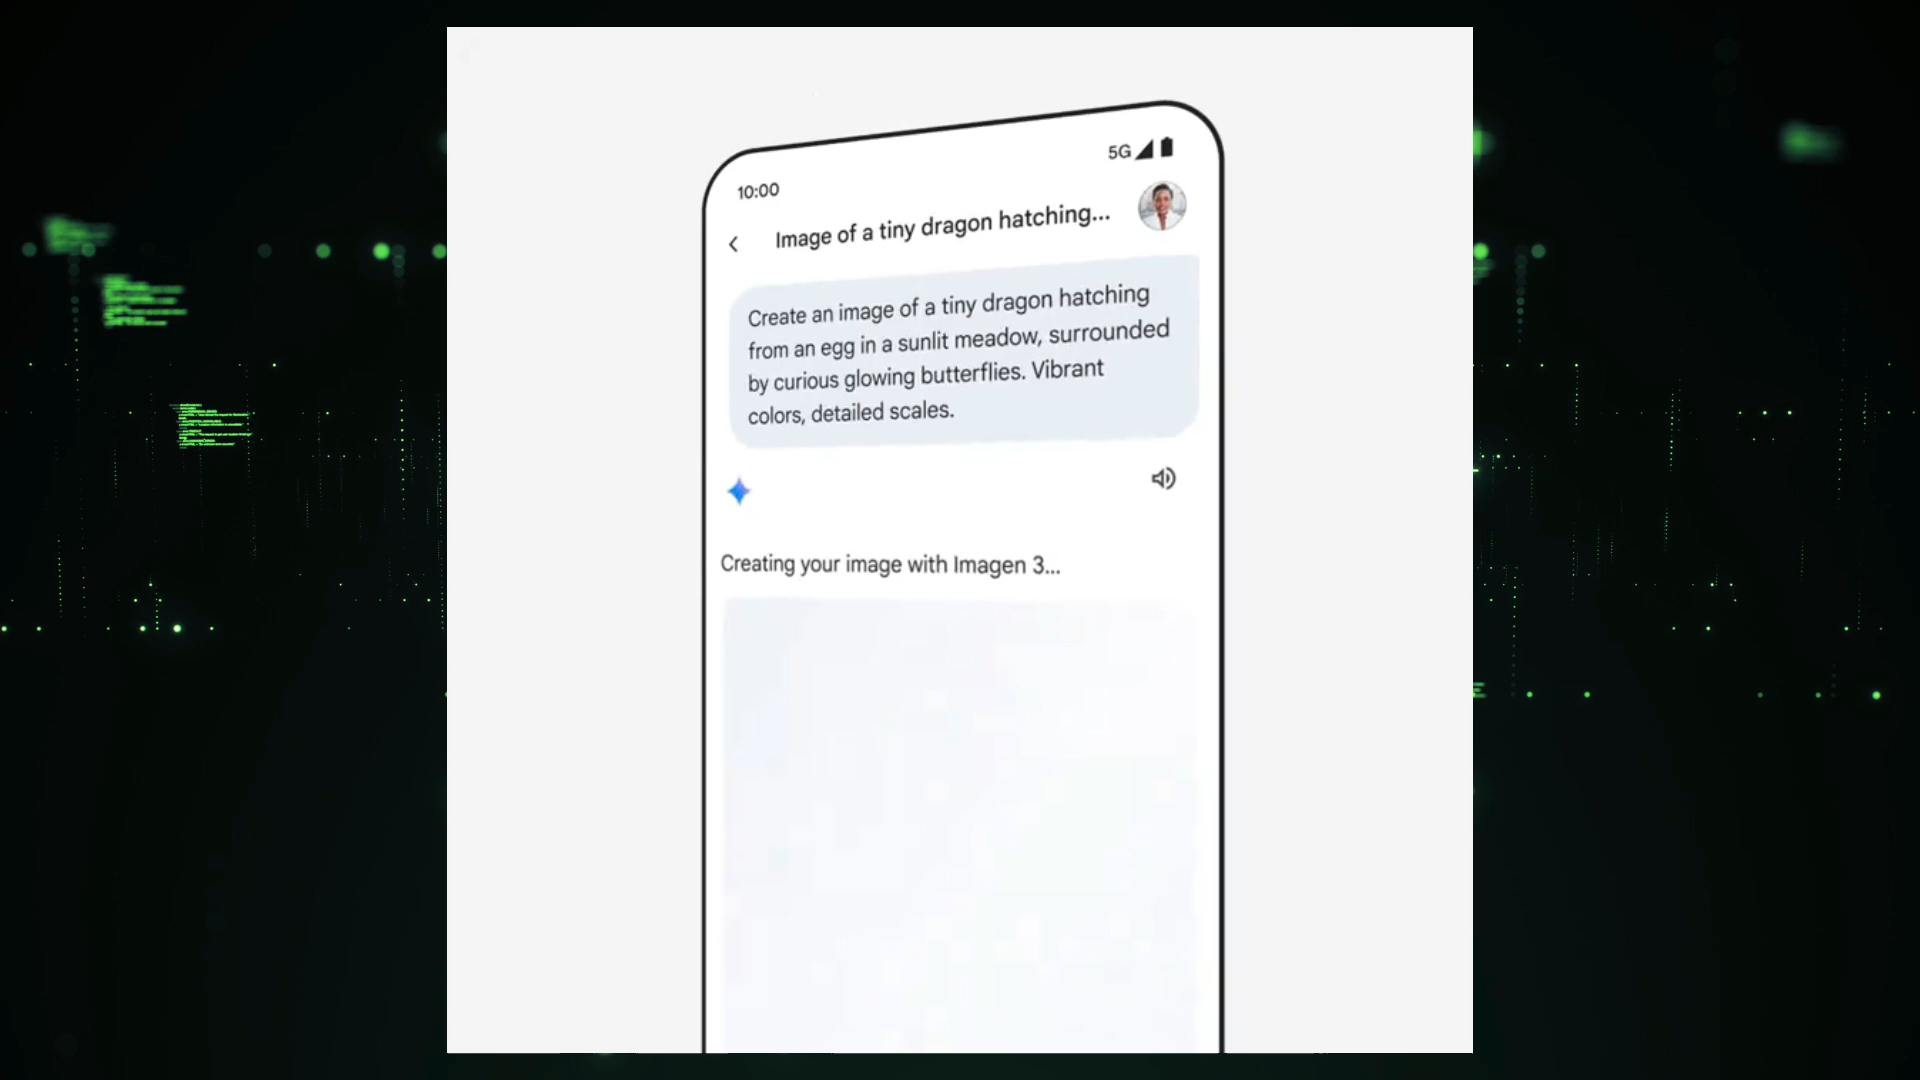 10:00
5G
Image of a tiny dragon hatching...
Create an image of a tiny dragon hatching
from an egg in a sunlit meadow, surrounded
by curious glowing butterflies. Vibrant
colors, detailed scales.
Creating your image with Imagen 3...